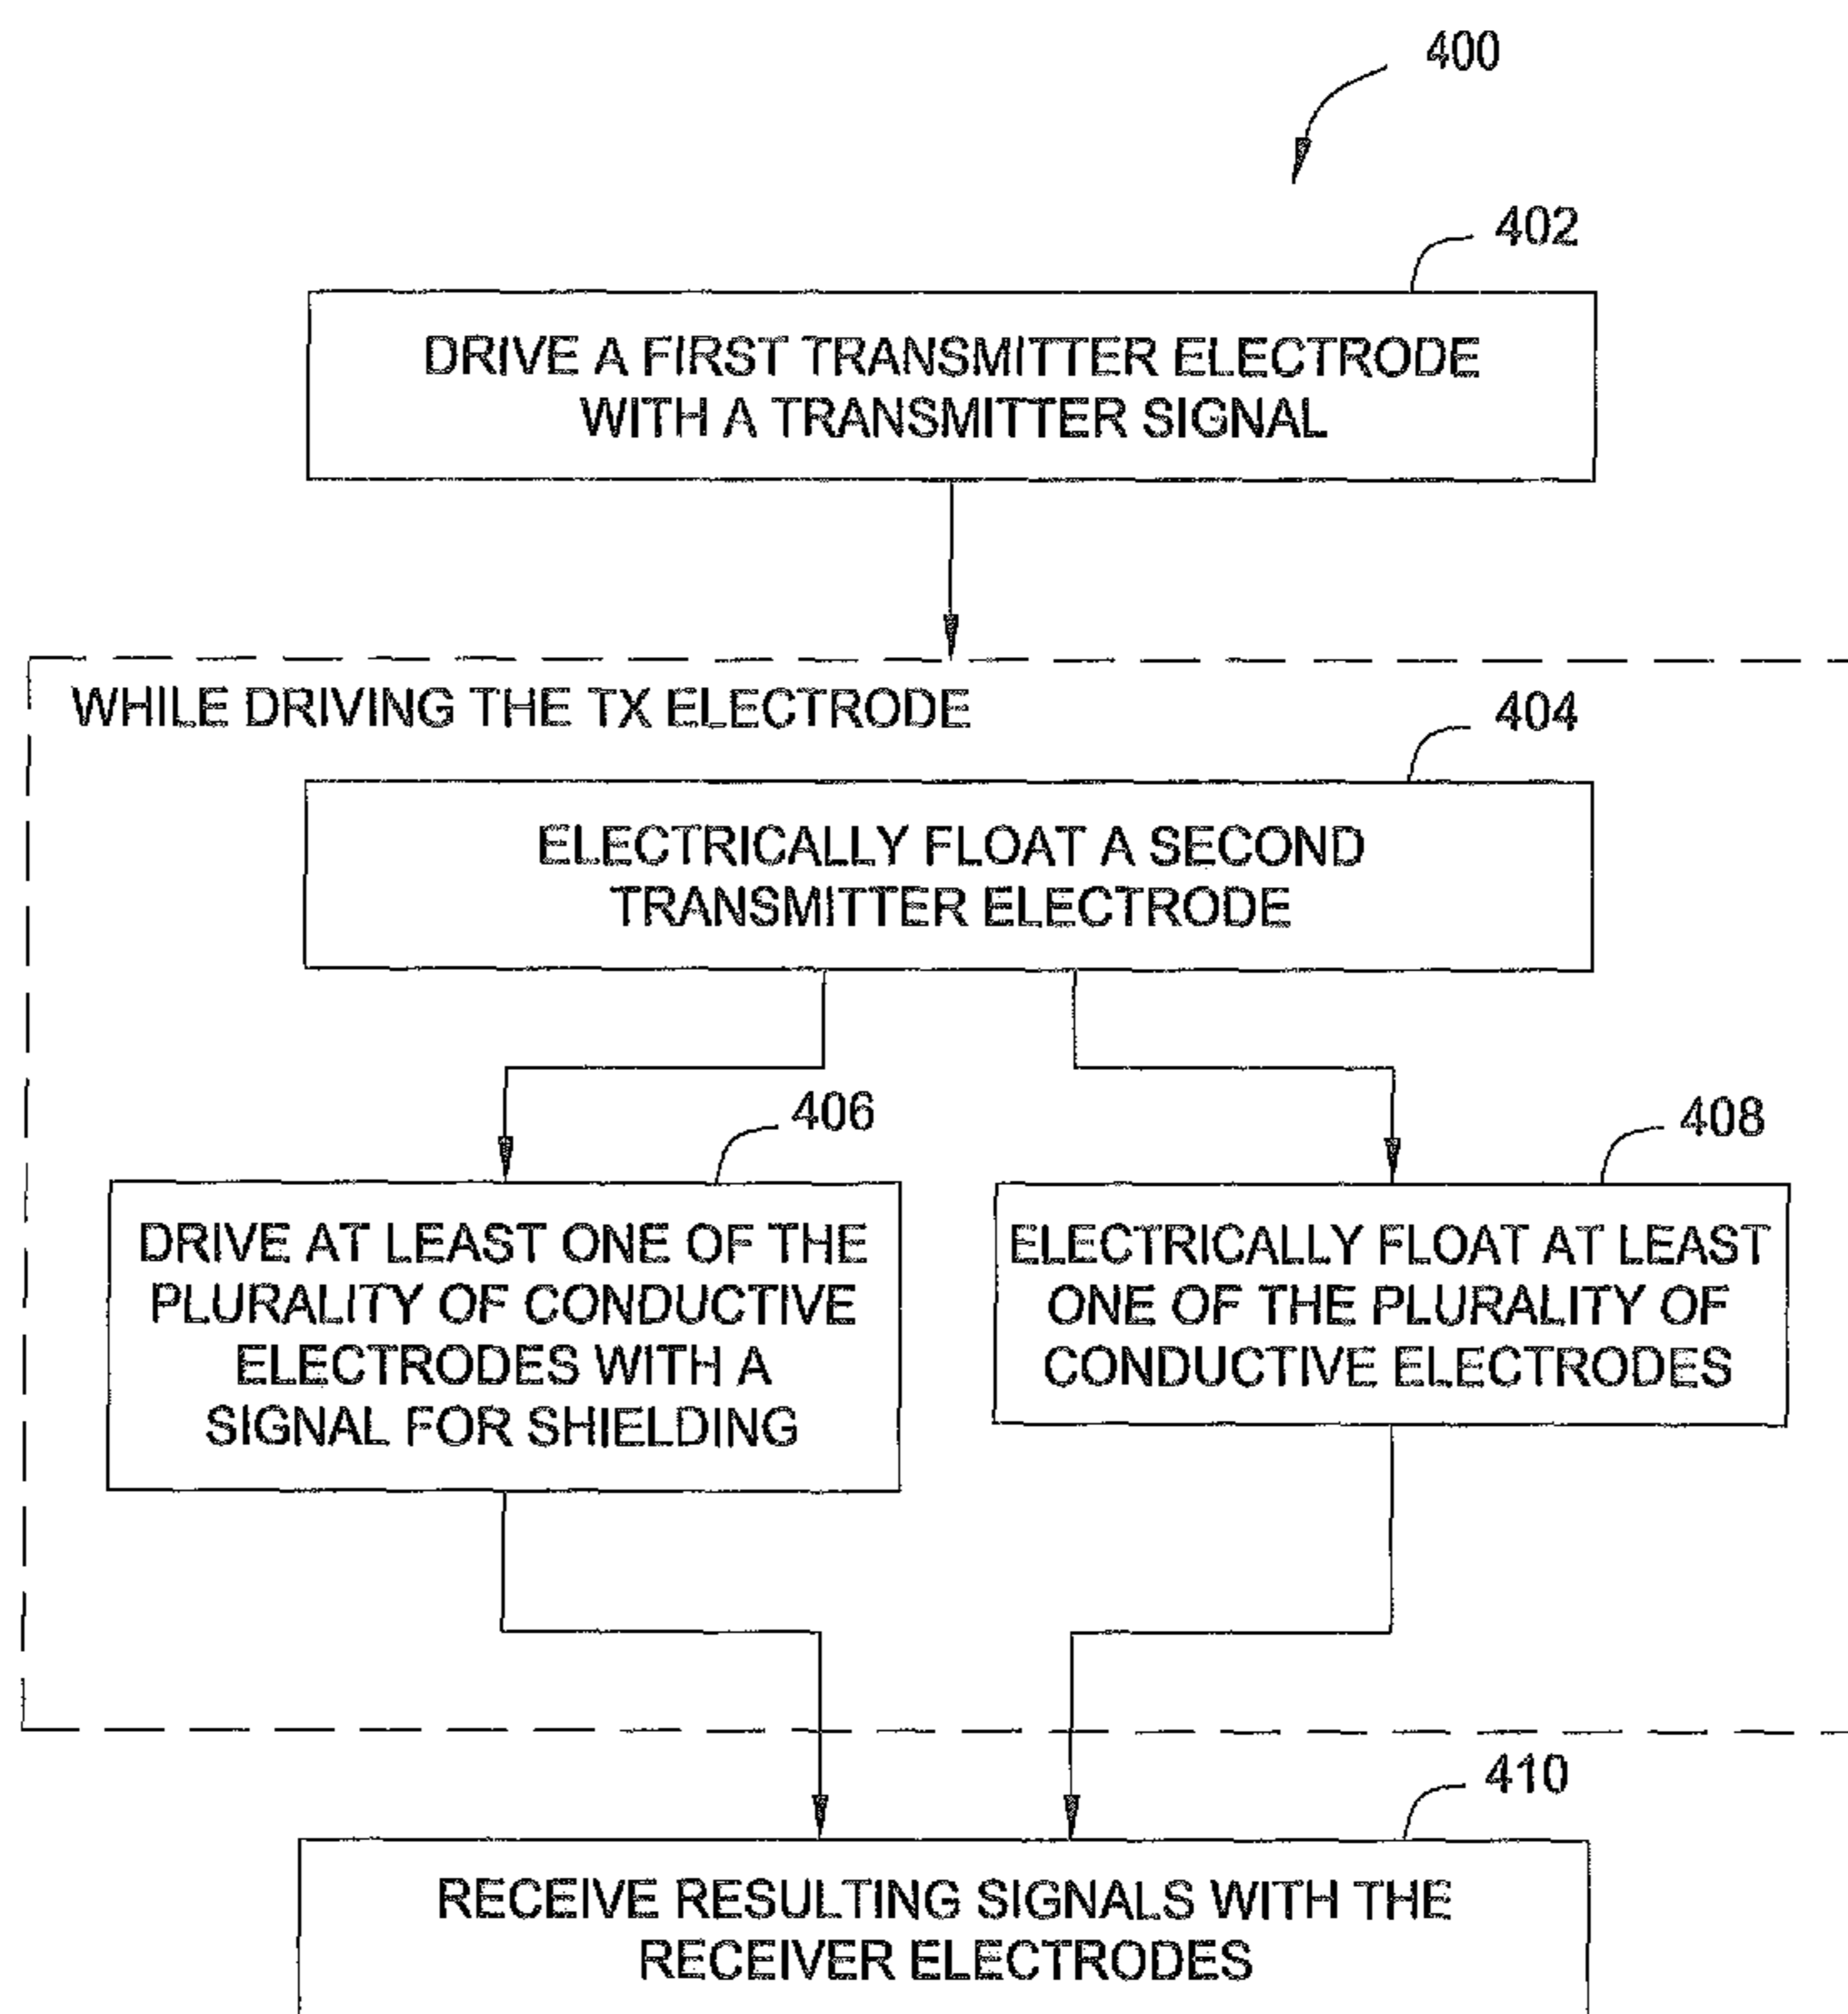 400
402
DRIVE A FIRST TRANSMITTER ELECTRODE
WITH A TRANSMITTER SIGNAL
WHILE DRIVING THE TX ELECTRODE
404
ELECTRICALLY FLOAT A SECOND
TRANSMITTER ELECTRODE
406
DRIVE AT LEAST ONE OF THE
PLURALITY OF CONDUCTIVE
ELECTRODES WITH A
SIGNAL FOR SHIELDING
408
ELECTRICALLY FLOAT AT LEAST
ONE OF THE PLURALITY OF
CONDUCTIVE ELECTRODES
410
RECEIVE RESULTING SIGNALS WITH THE
RECEIVER ELECTRODES